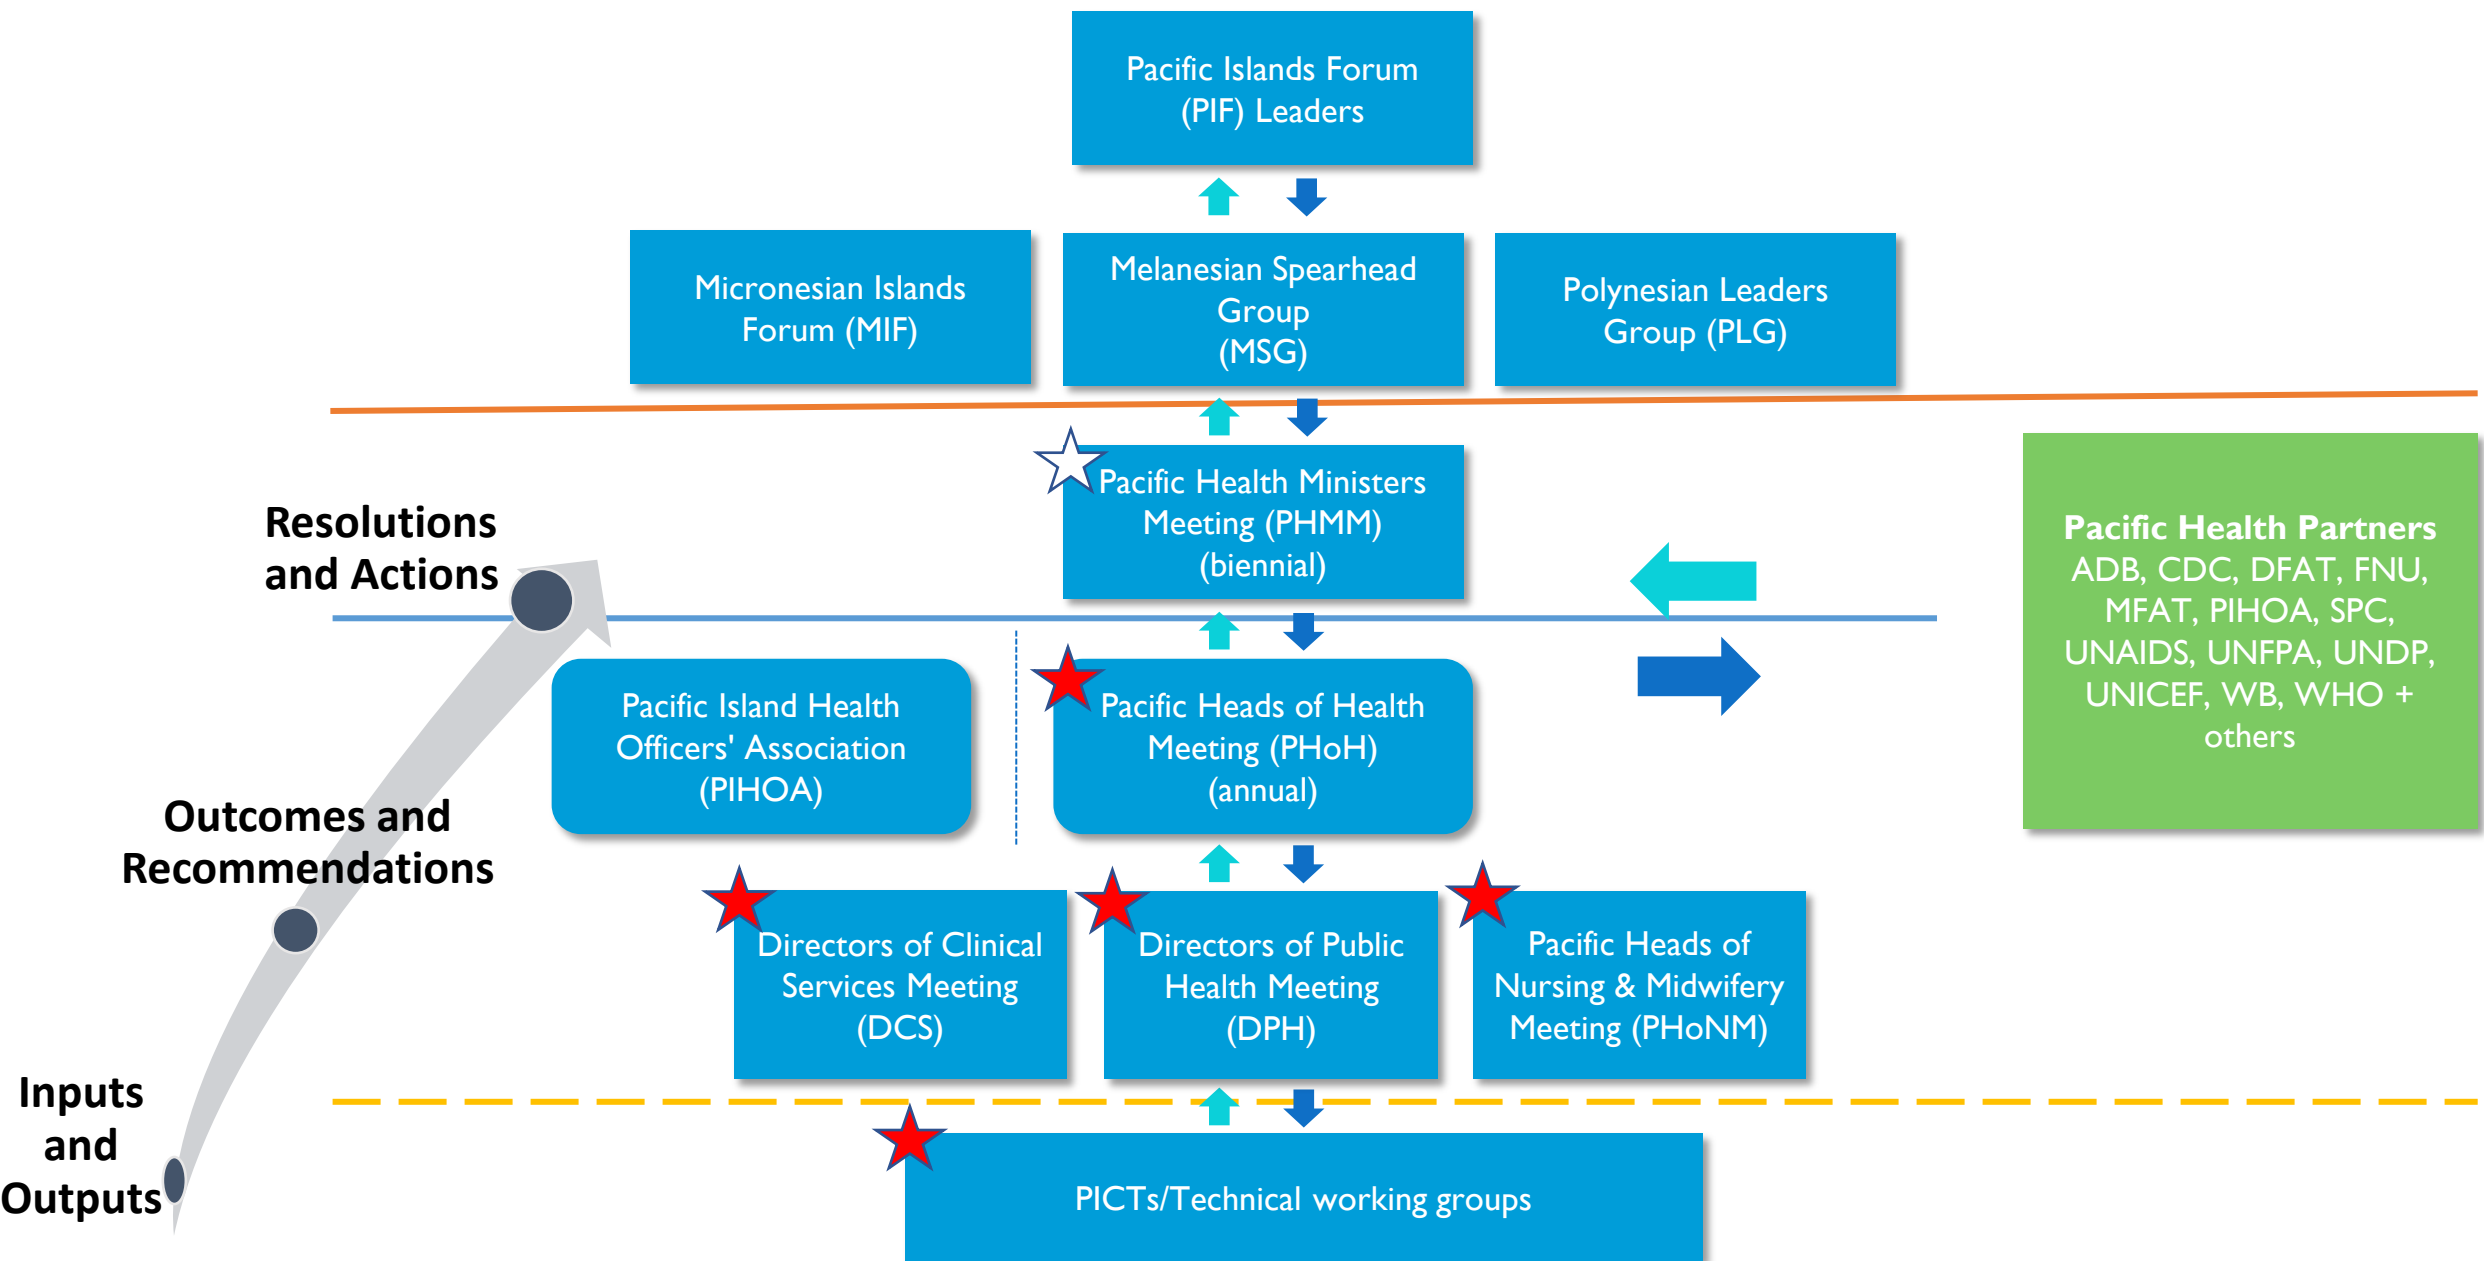 Pacific Islands Forum
(PIF) Leaders
Micronesian Islands
Forum (MIF)
Melanesian Spearhead
Group
(MSG)
Polynesian Leaders
Group (PLG)
Pacific Health Ministers
Meeting (PHMM)
(biennial)
Resolutions
and Actions
Pacific Health Partners
ADB, CDC, DFAT, FNU,
MFAT, PIHOA, SPC,
UNAIDS, UNFPA, UNDP,
UNICEF, WB, WHO +
others
Pacific Island Health
Officers' Association
(PIHOA)
Pacific Heads of Health
Meeting (PHoH)
(annual)
Outcomes and
Recommendations
Directors of Clinical
Services Meeting
(DCS)
Directors of Public
Health Meeting
(DPH)
Pacific Heads of
Nursing & Midwifery
Meeting (PHoNM)
Inputs
and
Outputs
PICTs/Technical working groups